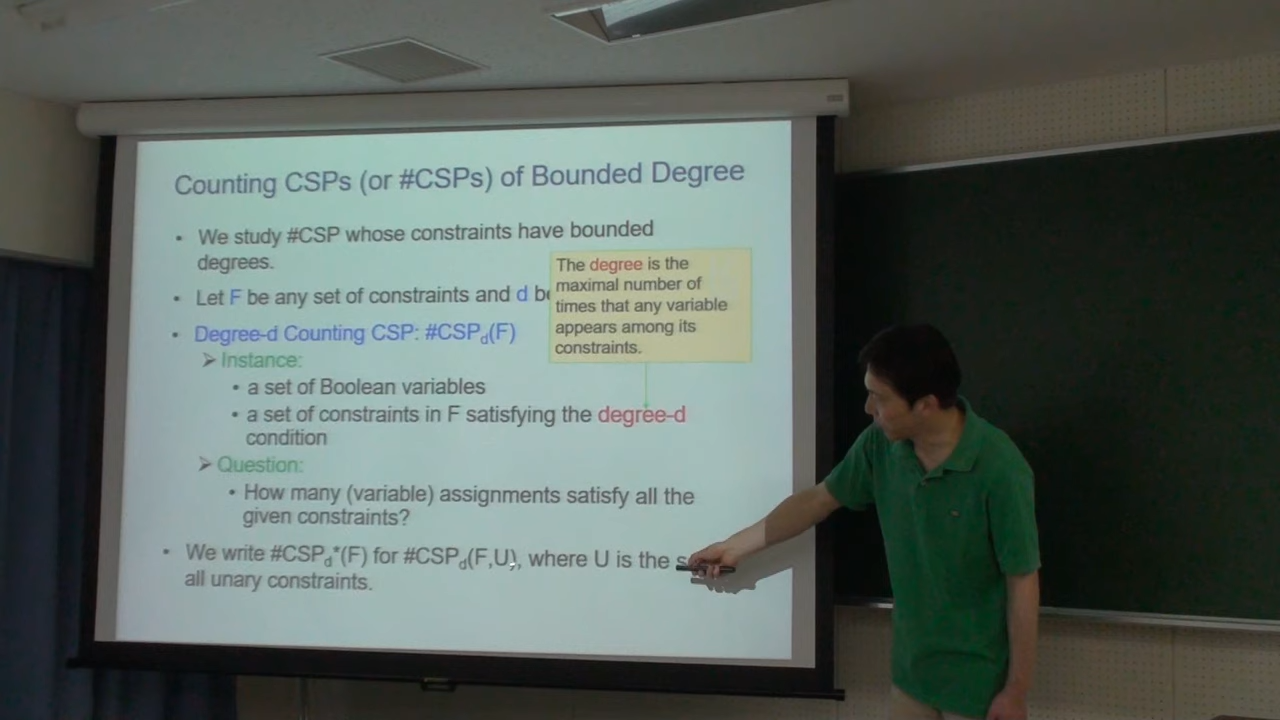 Counting CSPs (or #CSPs) of Bounded Degree
• We study #CSP whose constraints have bounded
degrees.
• Let F be any set of constraints and d
The degree is the
maximal number of
times that any variable
appears among its
constraints.
• Degree-d Counting CSP: #CSPd(F)
➢ Instance:
• a set of Boolean variables
• a set of constraints in F satisfying the degree-d
condition
➢ Question:
• How many (variable) assignments satisfy all the
given constraints?
• We write #CSPd*(F) for #CSPd(F,U), where U is the
all unary constraints.